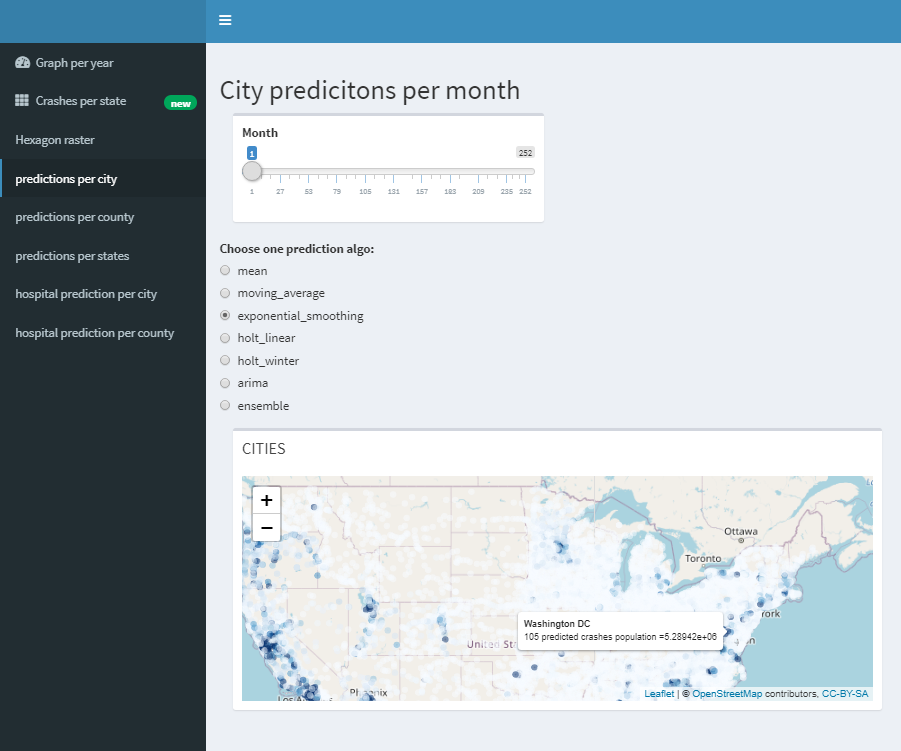 Graph per year
Crashes per state new
Hexagon raster
predictions per city
predictions per county
predictions per states
hospital prediction per city
hospital prediction per county
City predicitons per month
Month
1 252
1 27 53 79 105 131 157 183 209 235 252
Choose one prediction algo:
mean
moving_average
exponential_smoothing
holt_linear
holt_winter
arima
ensemble
CITIES
+
−
Ottawa
Toronto
York
Washington DC
105 predicted crashes population =5.28942e+06
United St
Phoenix
Leaflet | © OpenStreetMap contributors, CC-BY-SA